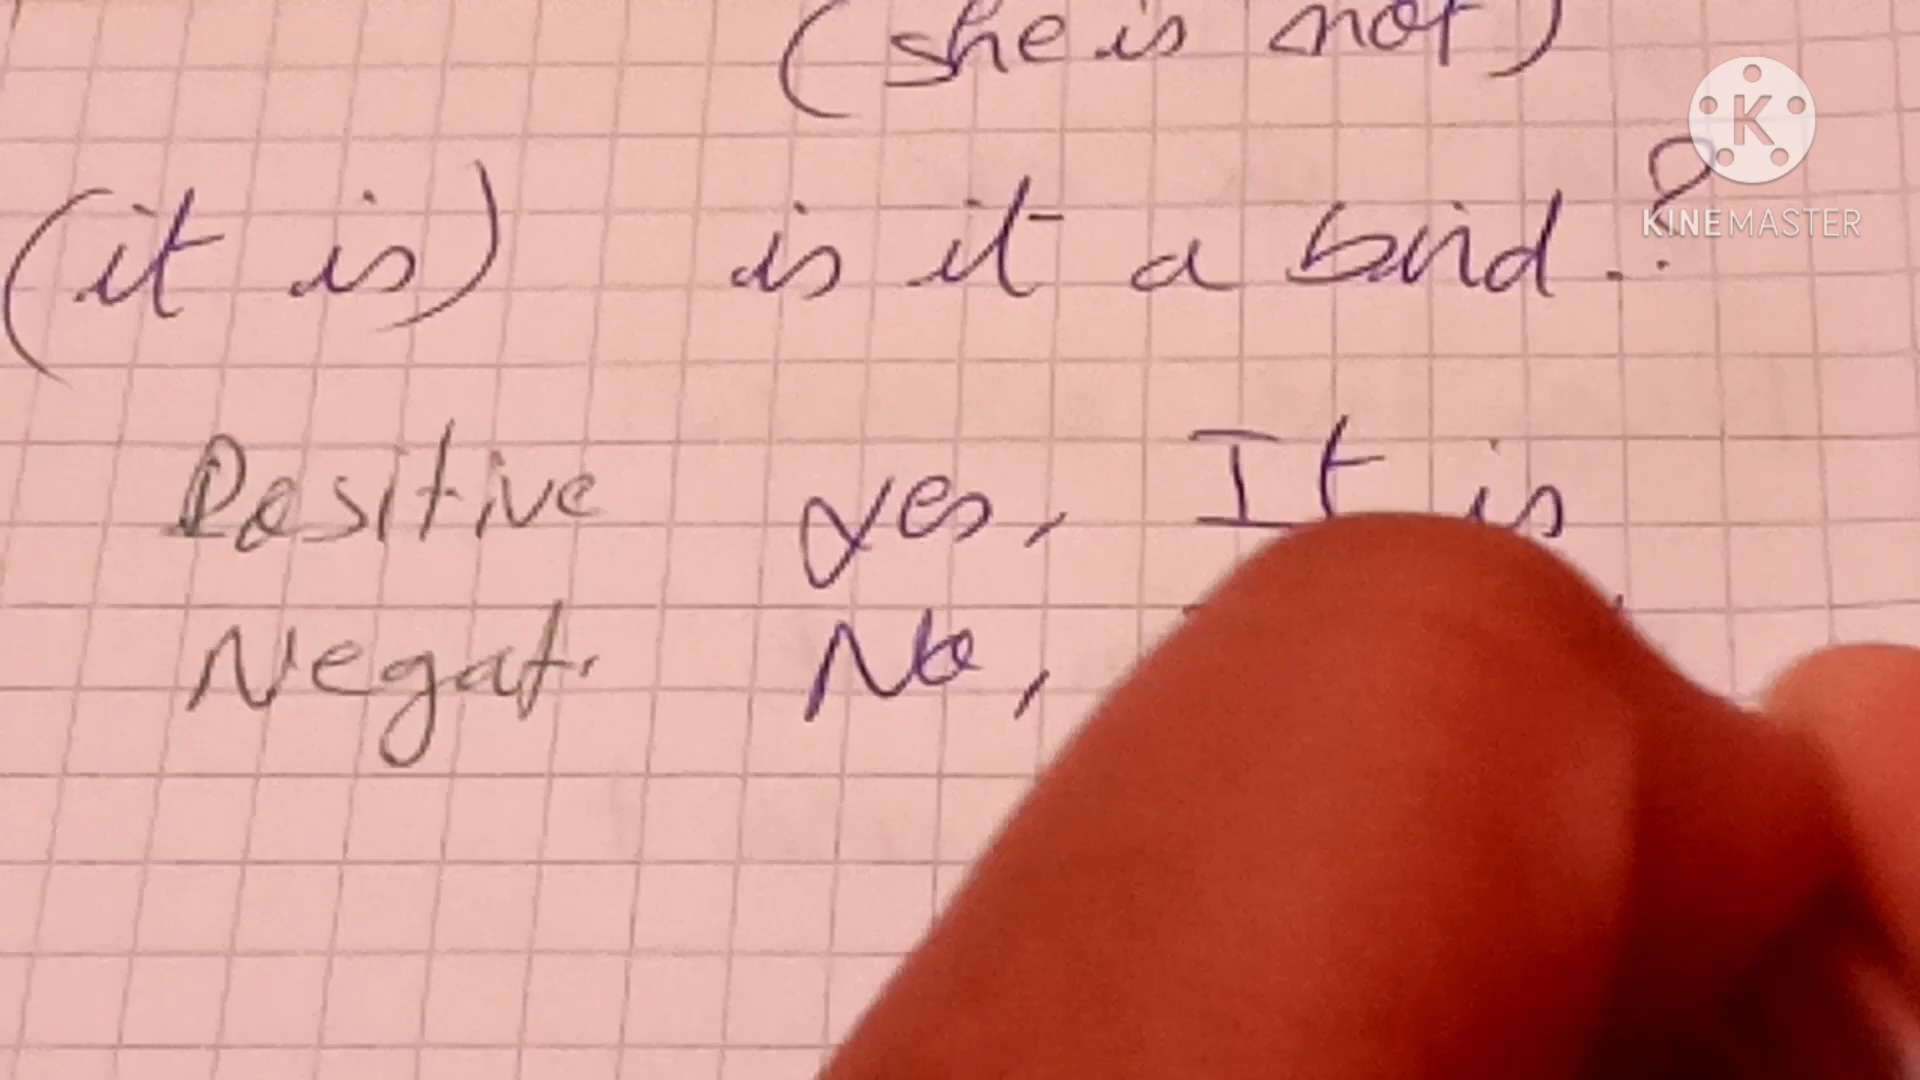 (she is not)
(it is) is it a bird..?
Positive yes, It is
Negat. No,
KINEMASTER